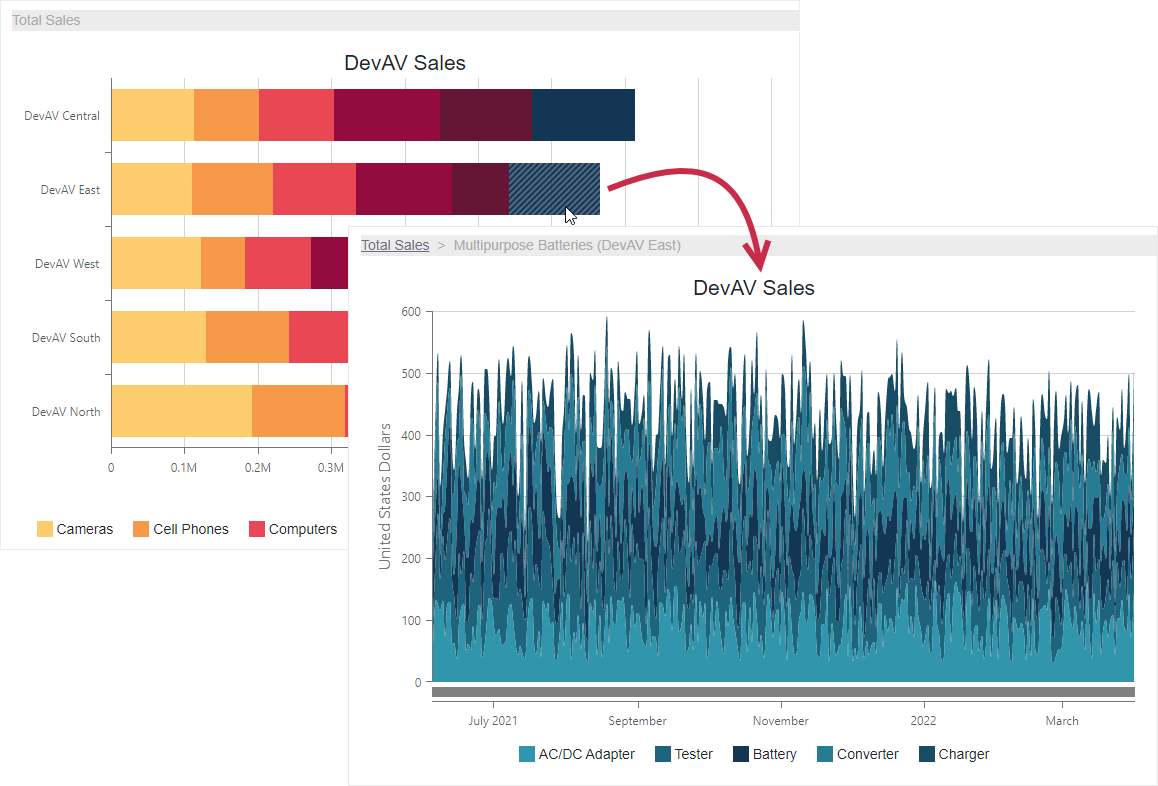 Total Sales
DevAV Sales
DevAV Central
DevAV East
DevAV West
DevAV South
DevAV North
0 0.1M 0.2M 0.3M
Cameras Cell Phones Computers
Total Sales > Multipurpose Batteries (DevAV East)
DevAV Sales
United States Dollars
600
500
400
300
200
100
0
July 2021 September November 2022 March
AC/DC Adapter Tester Battery Converter Charger